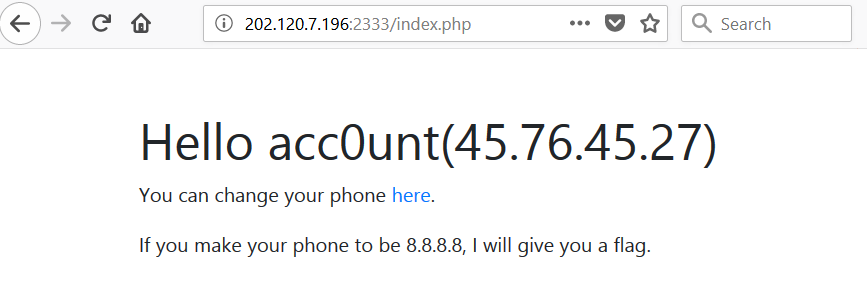 202.120.7.196:2333/index.php
Search
Hello acc0unt(45.76.45.27)
You can change your phone here.
If you make your phone to be 8.8.8.8, I will give you a flag.